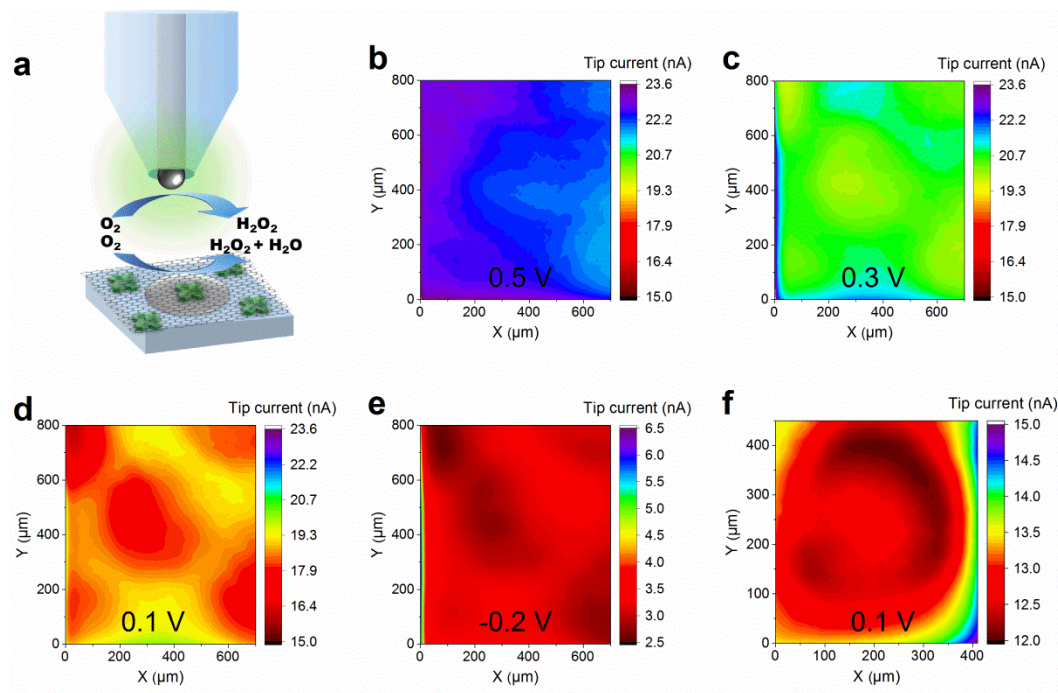 a
O2
O2
H2O2
H2O2 + H2O
b
Tip current (nA)
800
600
400
200
0
Y (µm)
0 200 400 600
X (µm)
0.5 V
23.6
22.2
20.7
19.3
17.9
16.4
15.0
c
Tip current (nA)
800
600
400
200
0
Y (µm)
0 200 400 600
X (µm)
0.3 V
23.6
22.2
20.7
19.3
17.9
16.4
15.0
d
Tip current (nA)
800
600
400
200
0
Y (µm)
0 200 400 600
X (µm)
0.1 V
23.6
22.2
20.7
19.3
17.9
16.4
15.0
e
Tip current (nA)
800
600
400
200
0
Y (µm)
0 200 400 600
X (µm)
-0.2 V
6.5
6.0
5.5
5.0
4.5
4.0
3.5
3.0
2.5
f
Tip current (nA)
400
300
200
100
0
Y (µm)
0 100 200 300 400
X (µm)
0.1 V
15.0
14.5
14.0
13.5
13.0
12.5
12.0